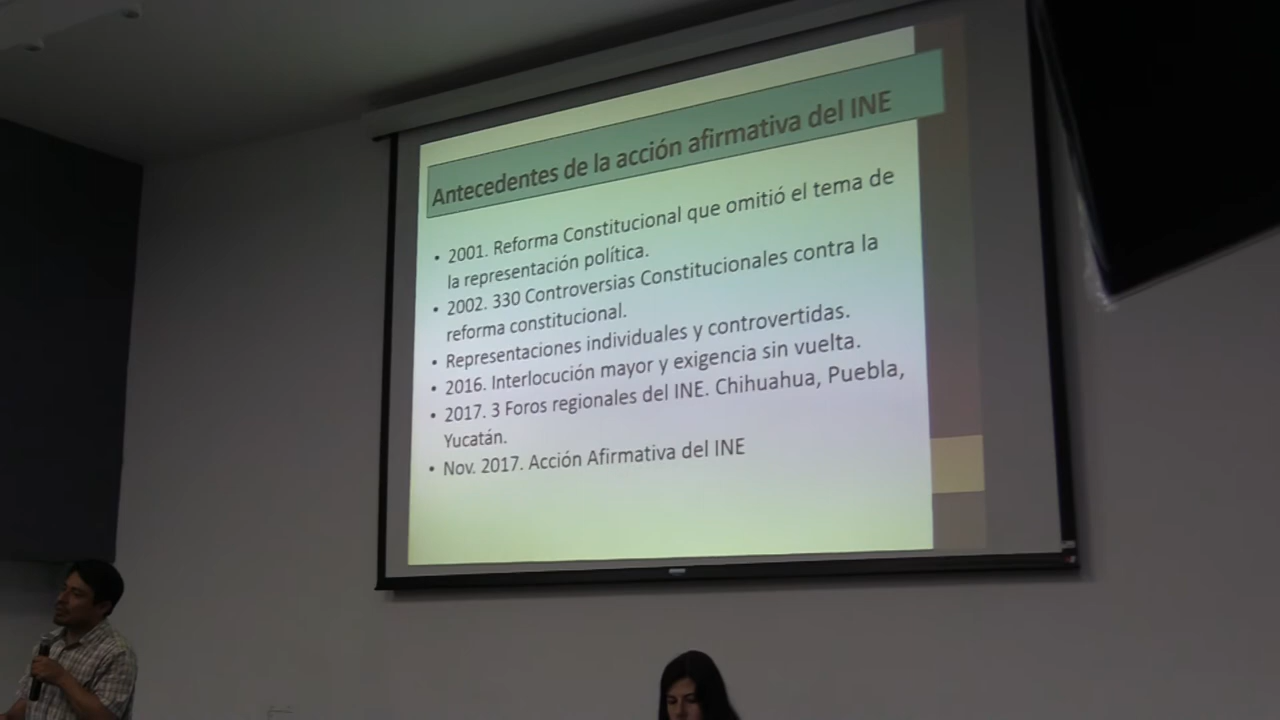 Antecedentes de la acción afirmativa del INE
• 2001. Reforma Constitucional que omitió el tema de
la representación política.
• 2002. 330 Controversias Constitucionales contra la
reforma constitucional.
• Representaciones individuales y controvertidas.
• 2016. Interlocución mayor y exigencia sin vuelta.
• 2017. 3 Foros regionales del INE. Chihuahua, Puebla,
Yucatán.
• Nov. 2017. Acción Afirmativa del INE